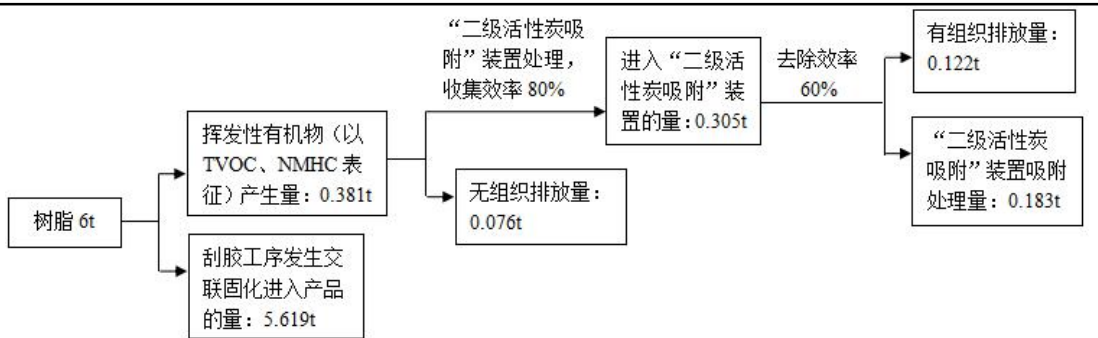 树脂 6t
挥发性有机物（以
TVOC、NMHC 表
征）产生量：0.381t
刮胶工序发生交
联固化进入产品
的量：5.619t
“二级活性炭吸
附”装置处理，
收集效率 80%
无组织排放量：
0.076t
进入“二级活
性炭吸附”装
置的量：0.305t
去除效率
60%
有组织排放量：
0.122t
“二级活性炭
吸附”装置吸附
处理量：0.183t